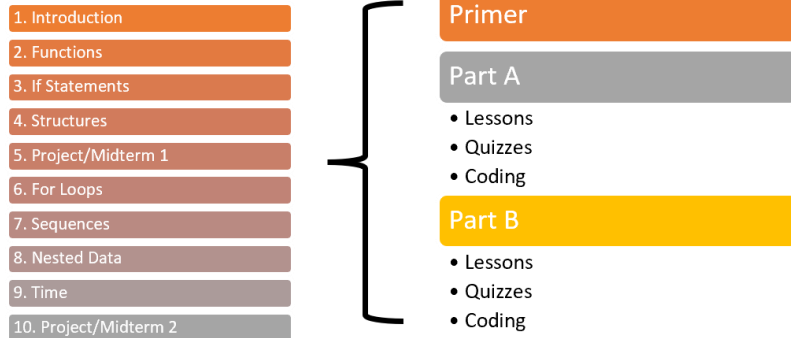 1. Introduction
2. Functions
3. If Statements
4. Structures
5. Project/Midterm 1
6. For Loops
7. Sequences
8. Nested Data
9. Time
10. Project/Midterm 2
Primer
Part A
• Lessons
• Quizzes
• Coding
Part B
• Lessons
• Quizzes
• Coding